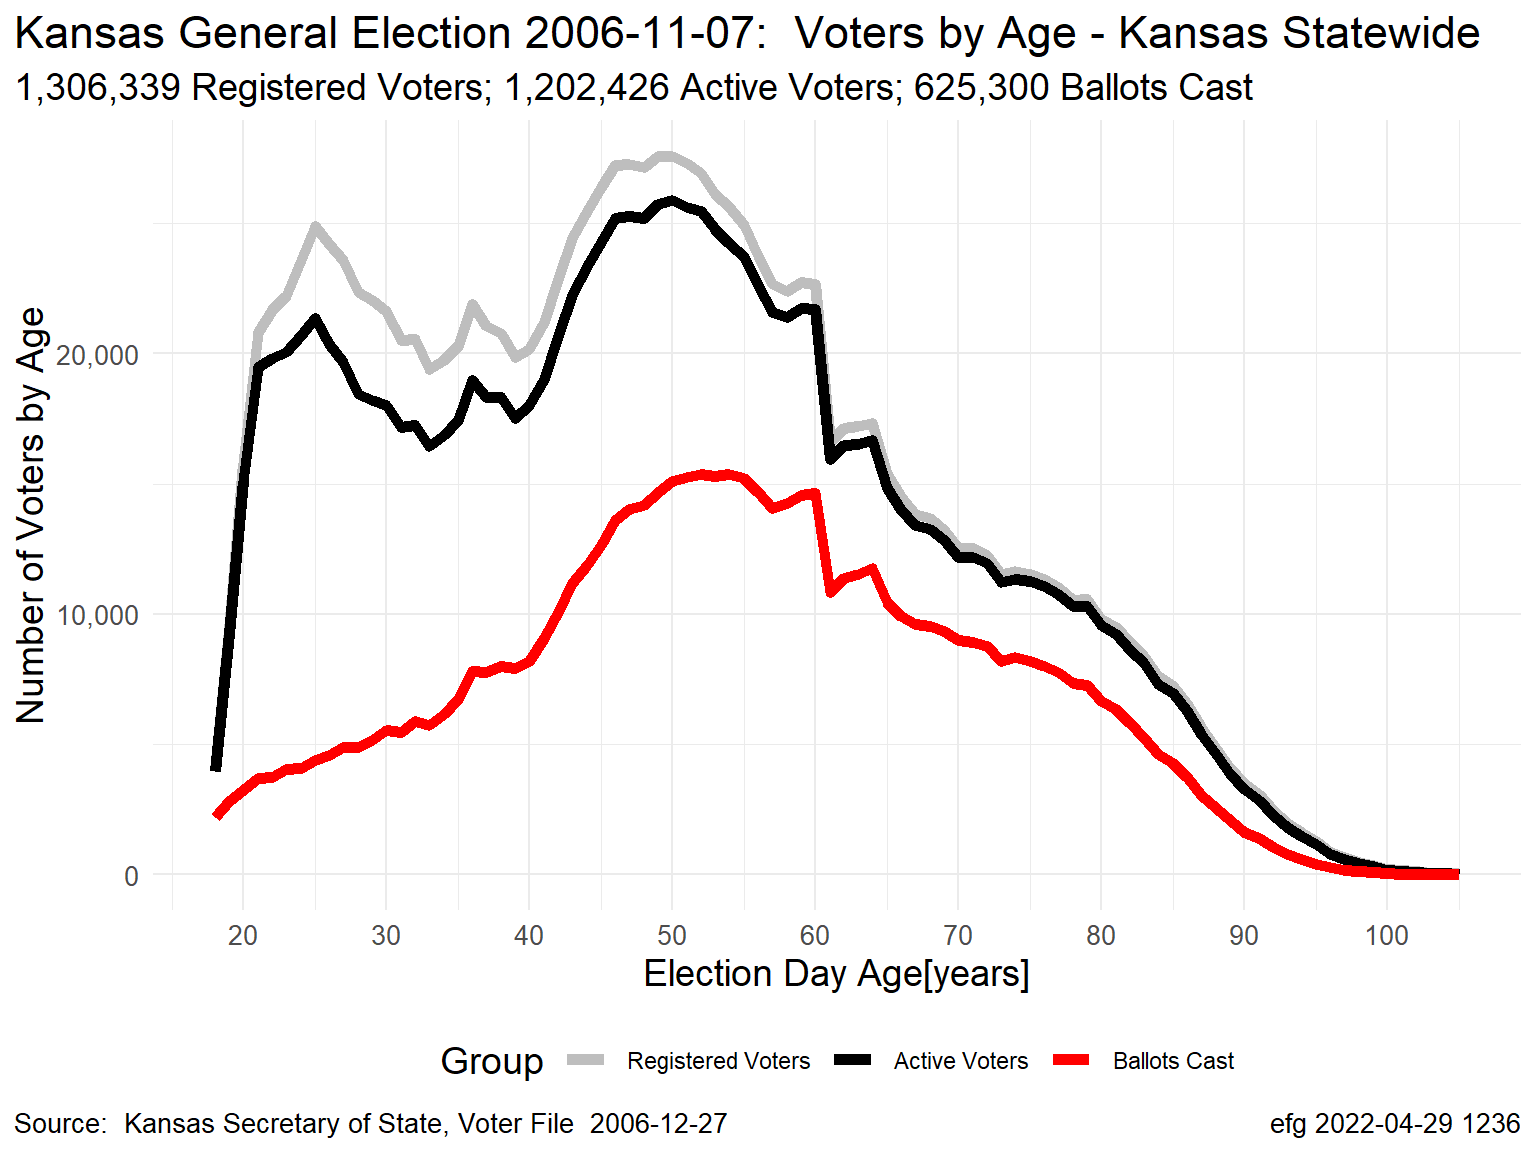 Kansas General Election 2006-11-07:  Voters by Age - Kansas Statewide
1,306,339 Registered Voters; 1,202,426 Active Voters; 625,300 Ballots Cast
Number of Voters by Age
20,000
10,000
0
20 30 40 50 60 70 80 90 100
Election Day Age[years]
Group Registered Voters Active Voters Ballots Cast
Source:  Kansas Secretary of State, Voter File  2006-12-27
efg 2022-04-29 1236